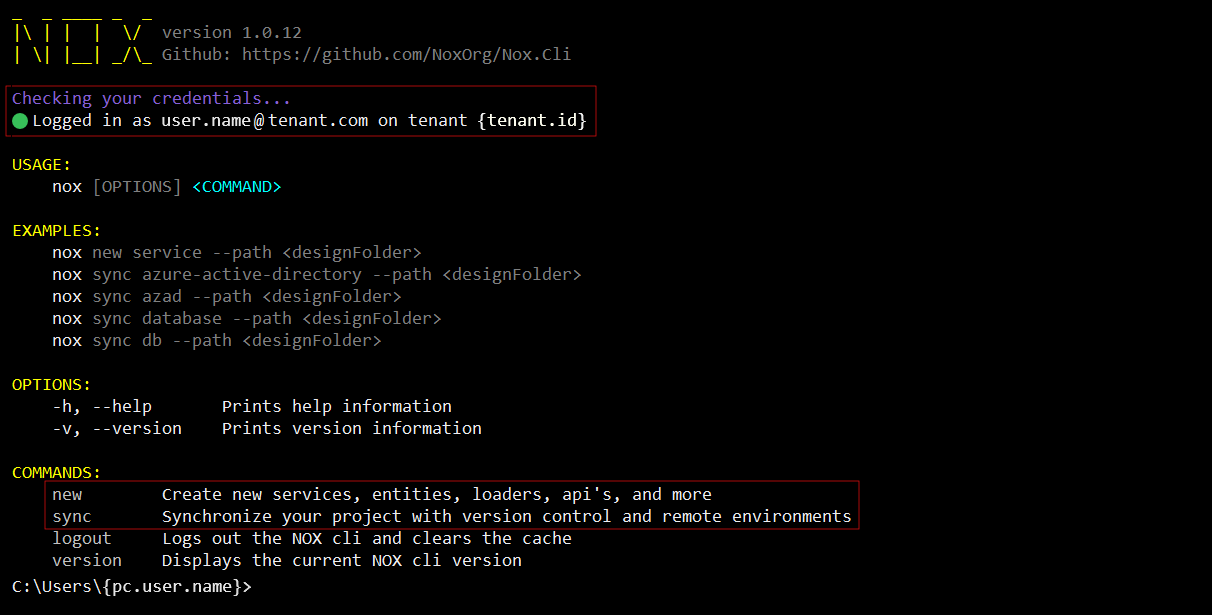 NOX version 1.0.12
Github: https://github.com/NoxOrg/Nox.Cli
Checking your credentials...
Logged in as user.name@tenant.com on tenant {tenant.id}
USAGE:
nox [OPTIONS] <COMMAND>
EXAMPLES:
nox new service --path <designFolder>
nox sync azure-active-directory --path <designFolder>
nox sync azad --path <designFolder>
nox sync database --path <designFolder>
nox sync db --path <designFolder>
OPTIONS:
-h, --help Prints help information
-v, --version Prints version information
COMMANDS:
new Create new services, entities, loaders, api's, and more
sync Synchronize your project with version control and remote environments
logout Logs out the NOX cli and clears the cache
version Displays the current NOX cli version
C:\Users\{pc.user.name}>